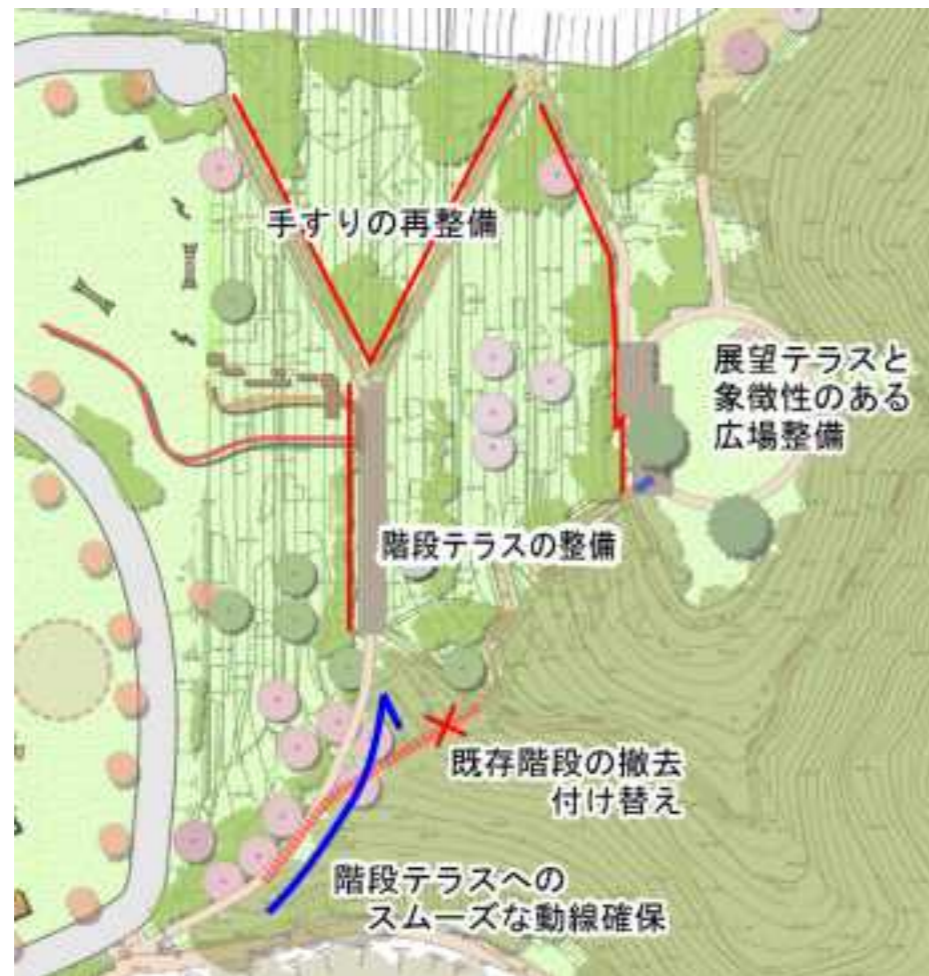 手すりの再整備
展望テラスと
象徴性のある
広場整備
階段テラスの整備
既存階段の撤去
付け替え
階段テラスへの
スムーズな動線確保